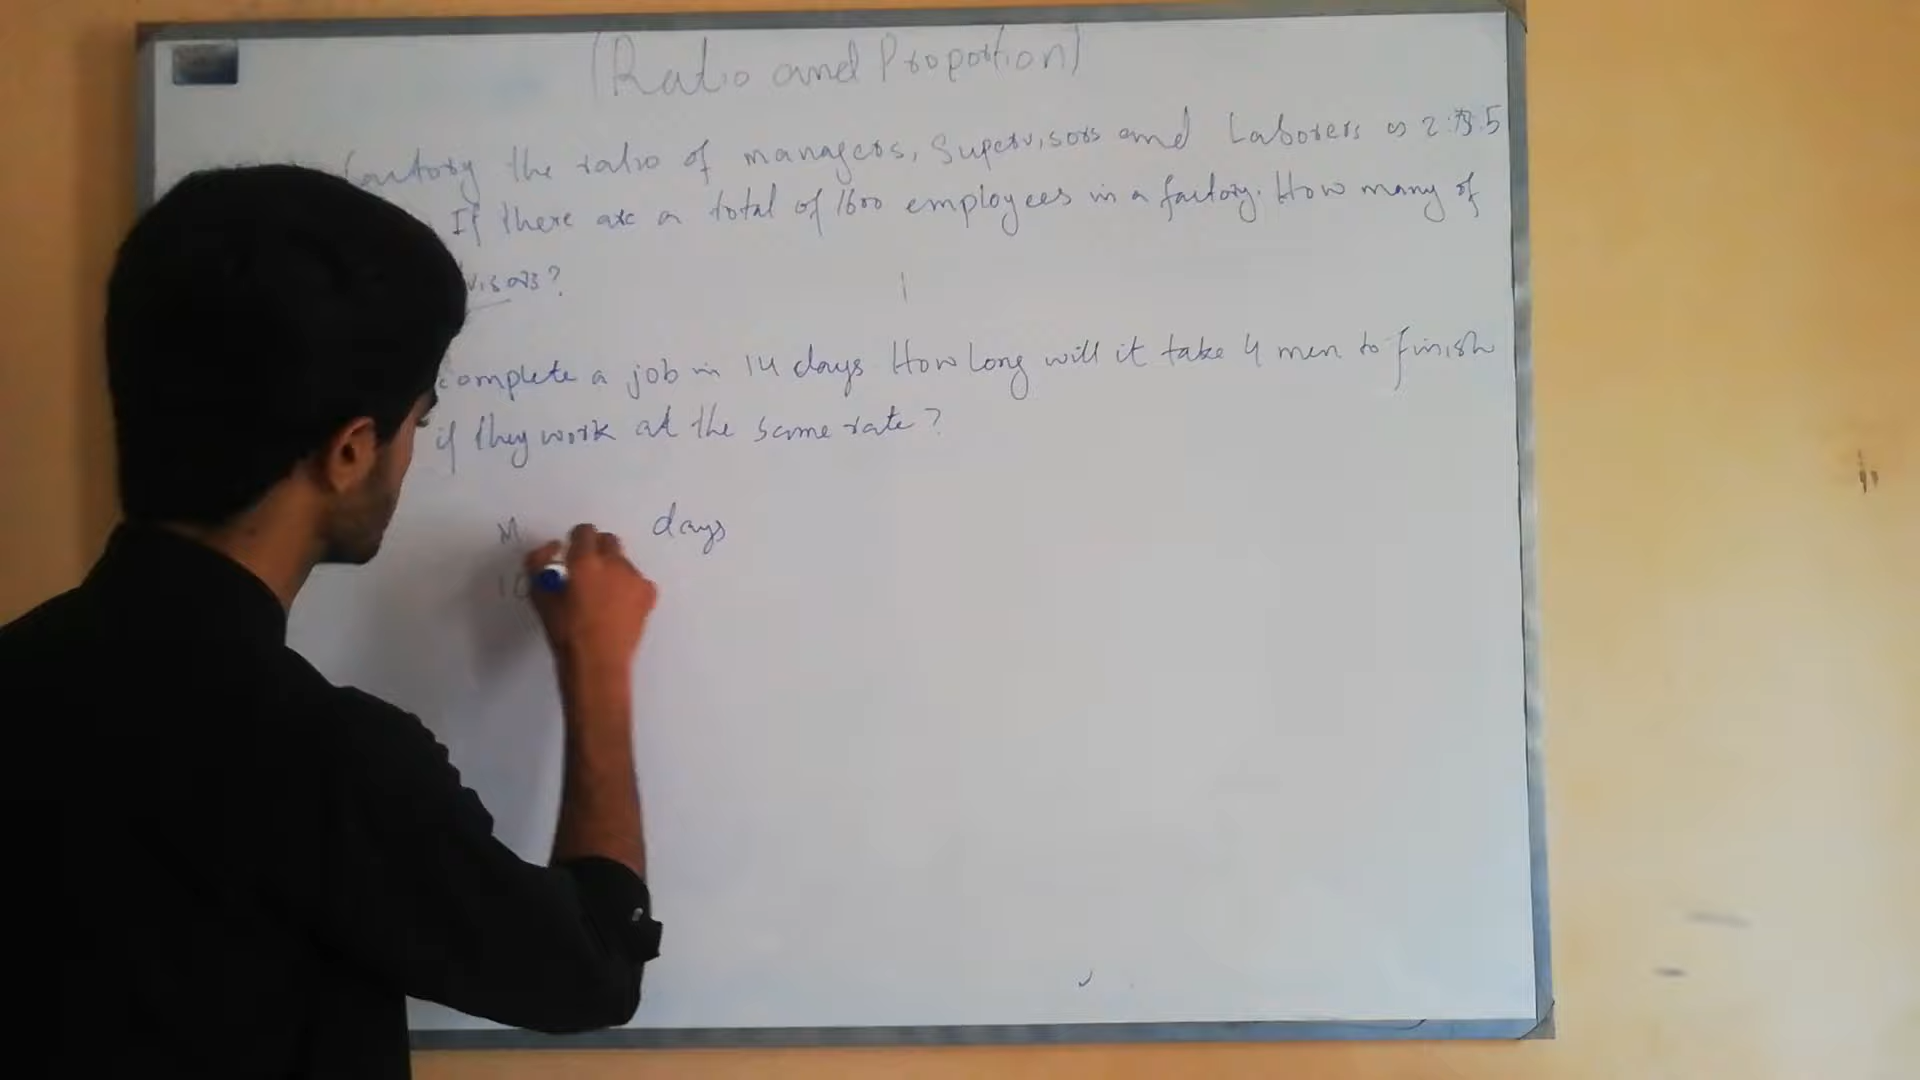 (Ratio and Proportion)
factory the ratio of managers, Supervisors and Laborers is 2:3:5
If there are a total of 1600 employees in a factory. How many of
visors?
complete a job in 14 days How long will it take 4 men to finish
if they work at the same rate?
M days
10